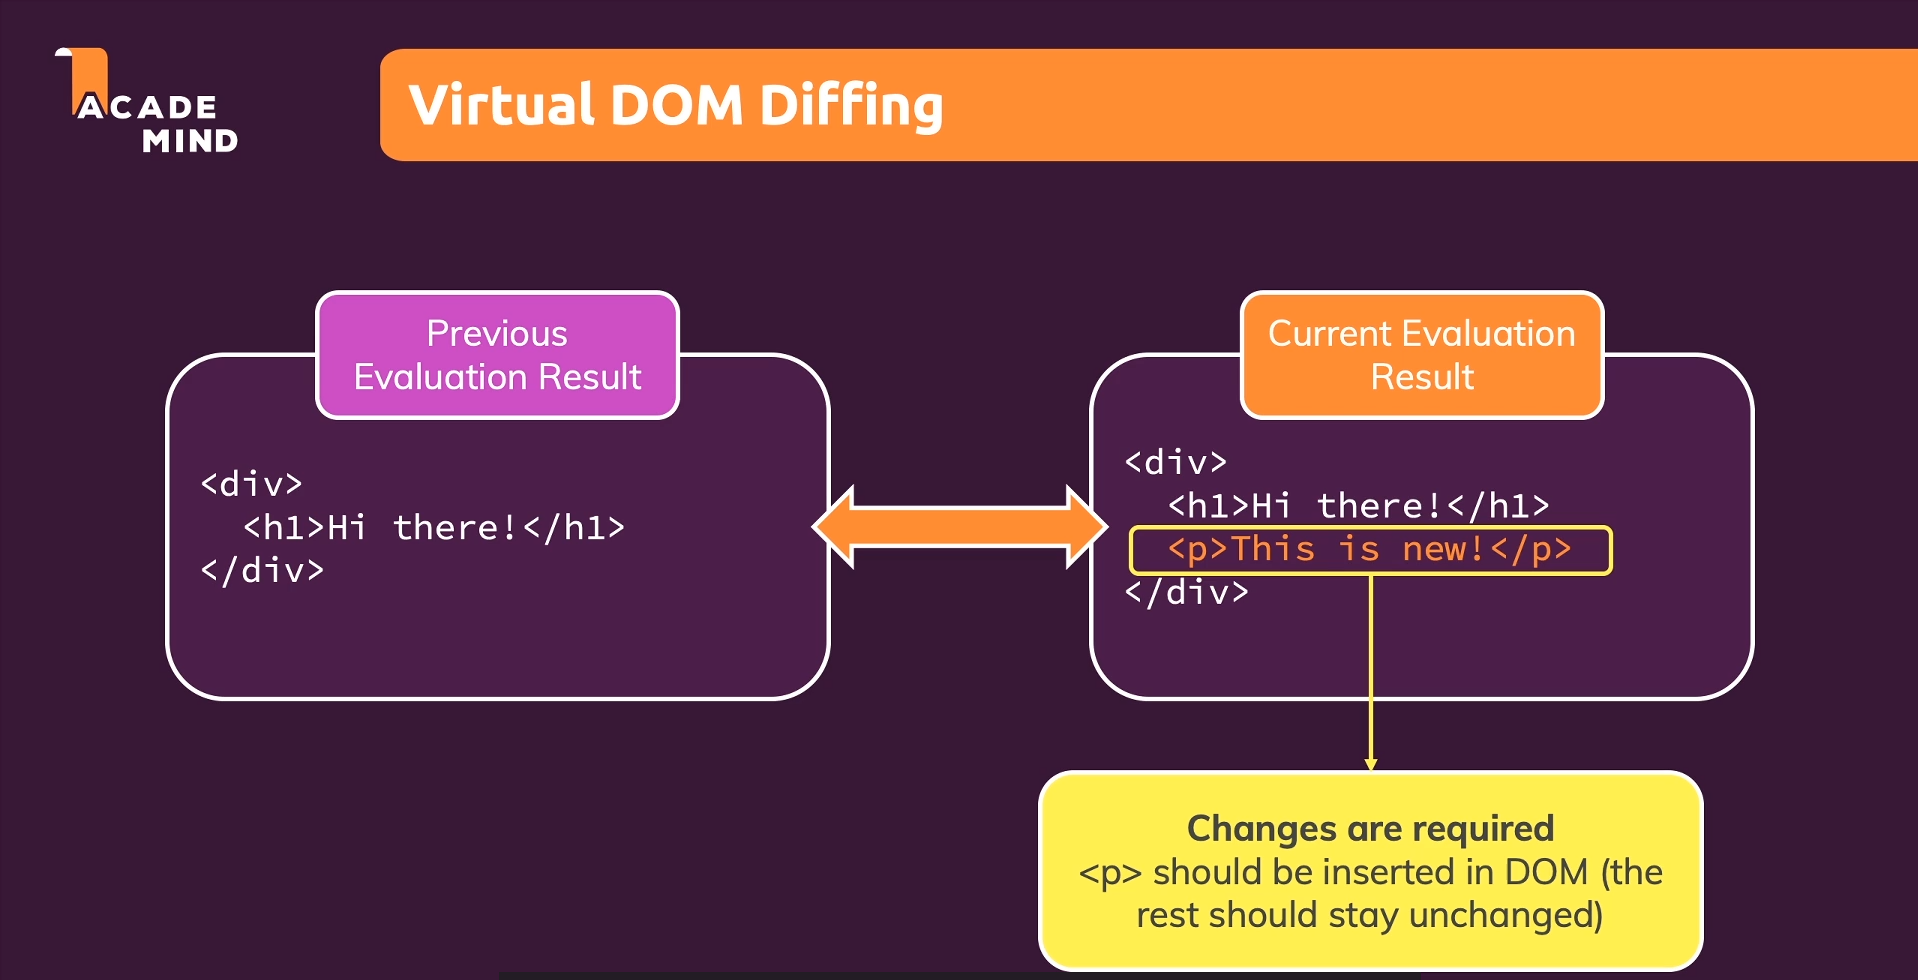 ACADE
MIND
Virtual DOM Diffing
Previous
Evaluation Result
<div>
  <h1>Hi there!</h1>
</div>
Current Evaluation
Result
<div>
  <h1>Hi there!</h1>
  <p>This is new!</p>
</div>
Changes are required
<p> should be inserted in DOM (the
rest should stay unchanged)